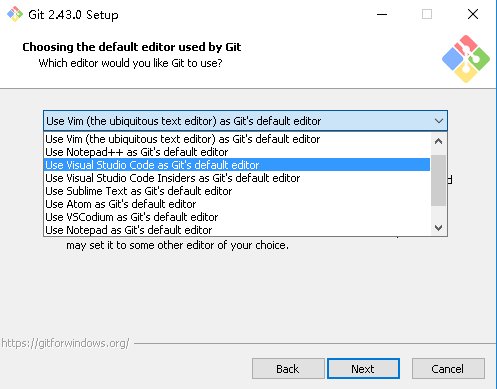 Git 2.43.0 Setup
Choosing the default editor used by Git
Which editor would you like Git to use?
Use Vim (the ubiquitous text editor) as Git's default editor
Use Vim (the ubiquitous text editor) as Git's default editor
Use Notepad++ as Git's default editor
Use Visual Studio Code as Git's default editor
Use Visual Studio Code Insiders as Git's default editor
Use Sublime Text as Git's default editor
Use Atom as Git's default editor
Use VSCodium as Git's default editor
Use Notepad as Git's default editor
may set it to some other editor of your choice.
https://gitforwindows.org/
Back
Next
Cancel